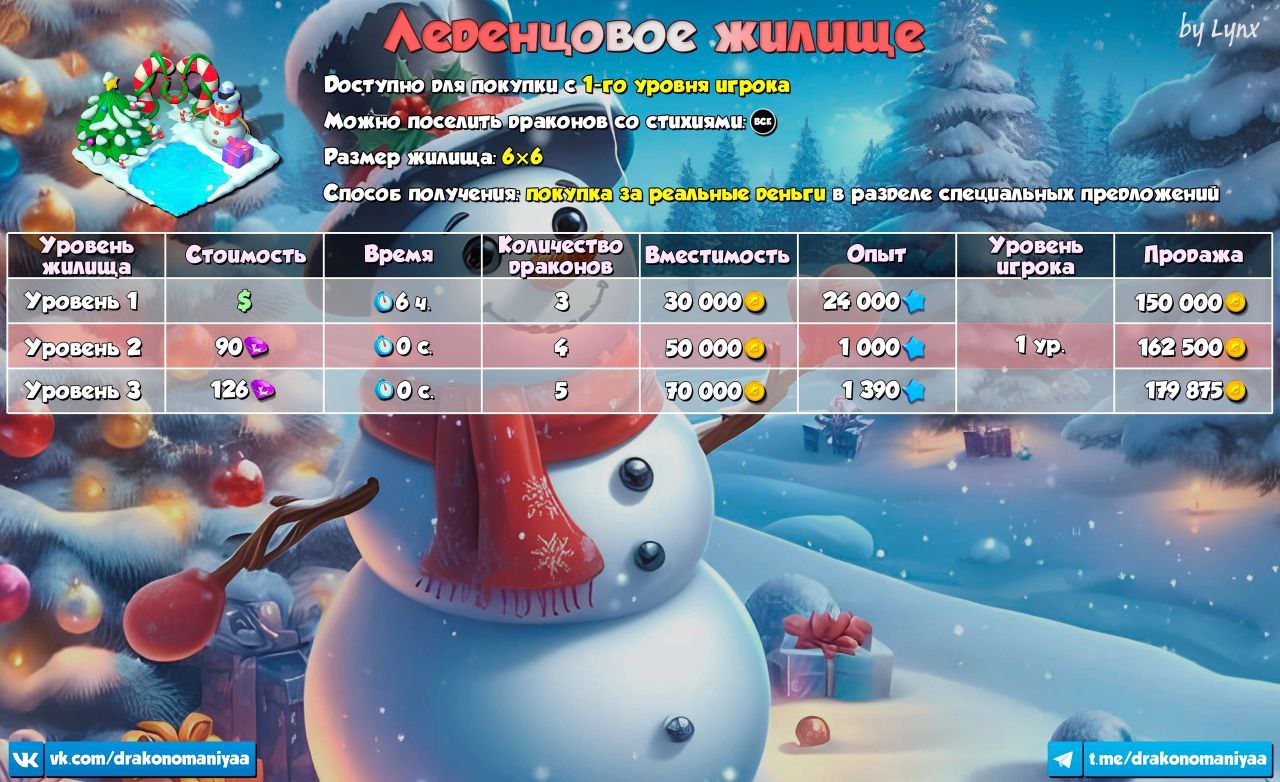 Леденцовое жилище
by Lynx
Доступно для покупки с 1-го уровня игрока
Можно поселить драконов со стихиями: ВСЕ
Размер жилища: 6×6
Способ получения: покупка за реальные деньги в разделе специальных предложений
Уровень жилища Стоимость Время Количество драконов Вместимость Опыт Уровень игрока Продажа
Уровень 1 $ 6 ч. 3 30 000 24 000 150 000
Уровень 2 90 0 с. 4 50 000 1 000 1 ур. 162 500
Уровень 3 126 0 с. 5 70 000 1 390 179 875
vk.com/drakonomaniyaa
t.me/drakonomaniyaa